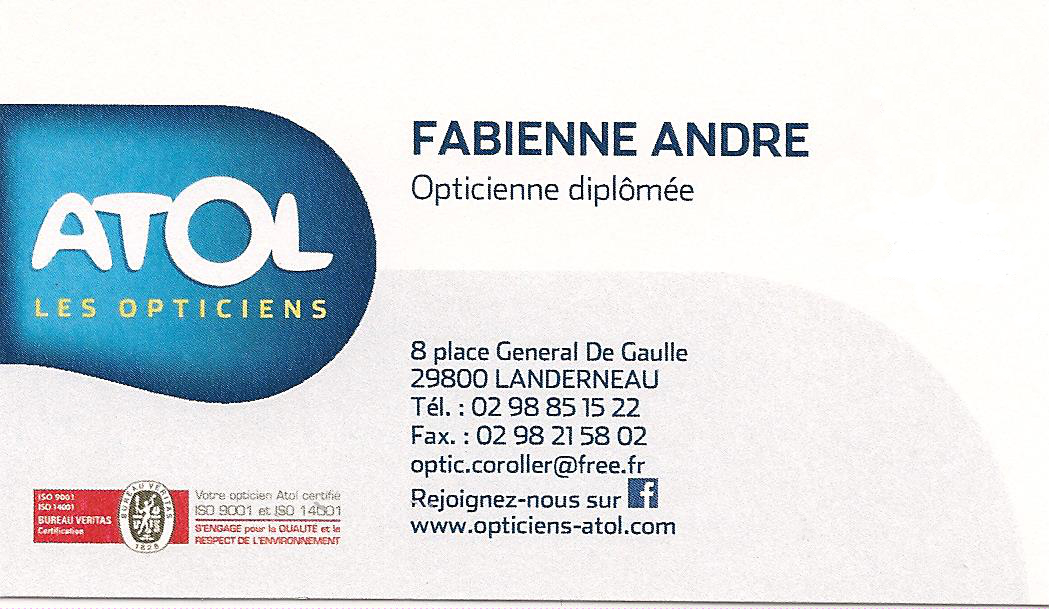 ATOL
LES OPTICIENS
FABIENNE ANDRE
Opticienne diplômée
8 place General De Gaulle
29800 LANDERNEAU
Tél. : 02 98 85 15 22
Fax. : 02 98 21 58 02
optic.coroller@free.fr
Rejoignez-nous sur f
www.opticiens-atol.com
ISO 9001
ISO 14001
BUREAU VERITAS
Certification
BUREAU VERITAS
1828
Votre opticien Atol certifié
ISO 9001 et ISO 14001
S'ENGAGE pour la QUALITÉ et le
RESPECT DE L'ENVIRONNEMENT